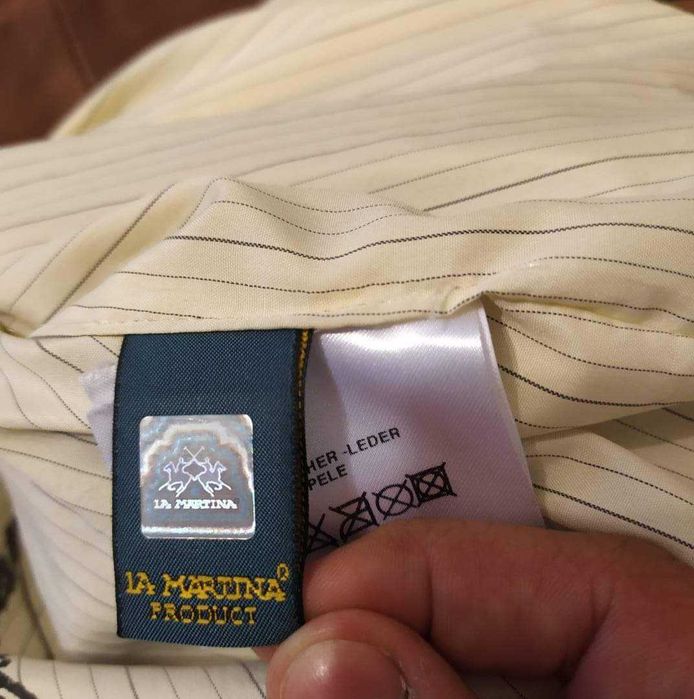 LA MARTINA
LA MARTINA®
PRODUCT
HER-LEDER
PELE